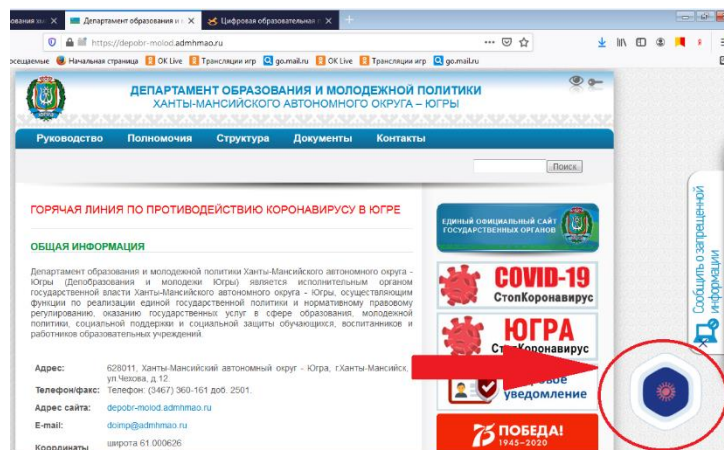 ования хан
Департамент образования и
Цифровая образовательная
https://depobr-molod.admhmao.ru
осещаемые Начальная страница OK Live Трансляции игр go.mail.ru OK Live Трансляции игр go.mail.ru
ДЕПАРТАМЕНТ ОБРАЗОВАНИЯ И МОЛОДЕЖНОЙ ПОЛИТИКИ
ХАНТЫ-МАНСИЙСКОГО АВТОНОМНОГО ОКРУГА – ЮГРЫ
Руководство Полномочия Структура Документы Контакты
Поиск
ГОРЯЧАЯ ЛИНИЯ ПО ПРОТИВОДЕЙСТВИЮ КОРОНАВИРУСУ В ЮГРЕ
ОБЩАЯ ИНФОРМАЦИЯ
Департамент образования и молодежной политики Ханты-Мансийского автономного округа -
Югры (Депобразования и молодежи Югры) является исполнительным органом
государственной власти Ханты-Мансийского автономного округа - Югры, осуществляющим
функции по реализации единой государственной политики и нормативному правовому
регулированию, оказанию государственных услуг в сфере образования, молодежной
политики, социальной поддержки и социальной защиты обучающихся, воспитанников и
работников образовательных учреждений.
Адрес: 628011, Ханты-Мансийский автономный округ - Югра, г.Ханты-Мансийск,
ул.Чехова, д.12.
Телефон/факс: Телефон: (3467) 360-161 доб. 2501.
Адрес сайта: depobr-molod.admhmao.ru
E-mail: doimp@admhmao.ru
Координаты широта 61.000626
ЕДИНЫЙ ОФИЦИАЛЬНЫЙ САЙТ
ГОСУДАРСТВЕННЫХ ОРГАНОВ
COVID-19
СтопКоронавирус
ЮГРА
СтопКоронавирус
уведомление
75 ПОБЕДА!
1945–2020
Сообщить о запрещенной
информации